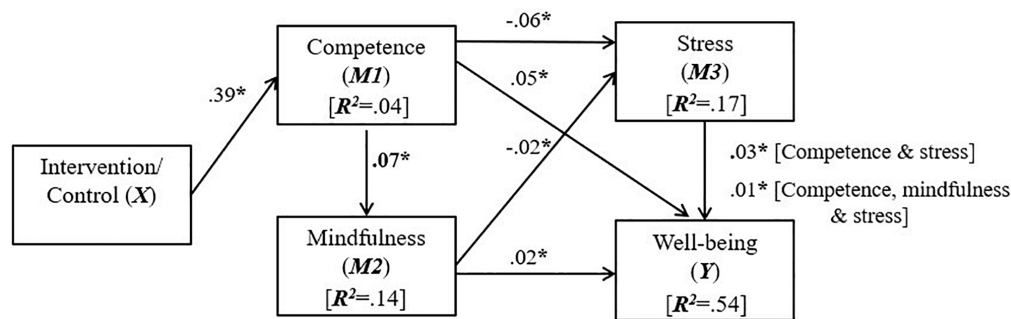 Intervention/
Control (X)
.39*
Competence
(M1)
[R²=.04]
.07*
Mindfulness
(M2)
[R²=.14]
-.06*
.05*
-.02*
.02*
Stress
(M3)
[R²=.17]
.03* [Competence & stress]
.01* [Competence, mindfulness
& stress]
Well-being
(Y)
[R²=.54]